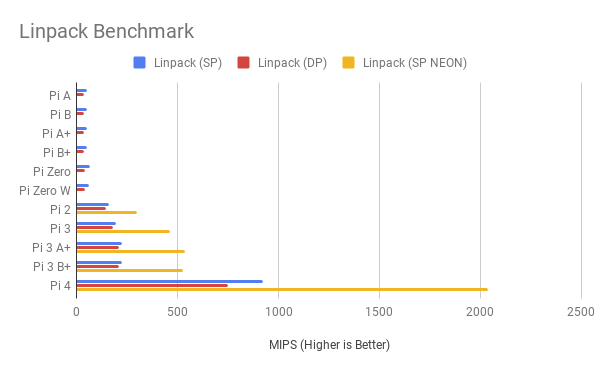 Linpack Benchmark
Linpack (SP) Linpack (DP) Linpack (SP NEON)
Pi A
Pi B
Pi A+
Pi B+
Pi Zero
Pi Zero W
Pi 2
Pi 3
Pi 3 A+
Pi 3 B+
Pi 4
0 500 1000 1500 2000 2500
MIPS (Higher is Better)